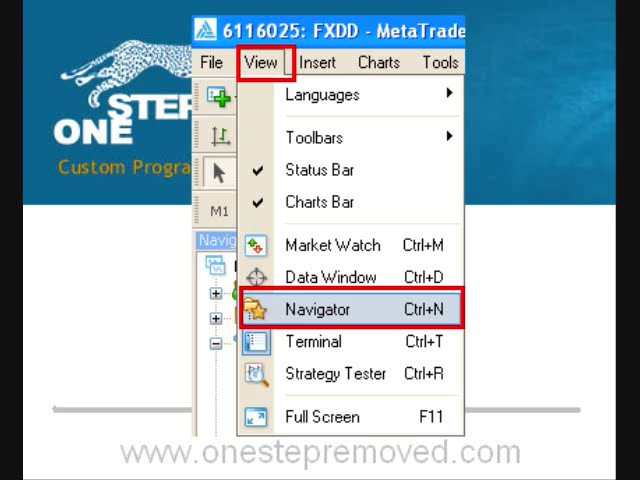 6116025: FXDD - MetaTrade
File View Insert Charts Tools
STEP
ONE
Custom Progra
Languages
Toolbars
Status Bar
Charts Bar
M1
Navig
Market Watch Ctrl+M
Data Window Ctrl+D
Navigator Ctrl+N
Terminal Ctrl+T
Strategy Tester Ctrl+R
Full Screen F11
www.onestepremoved.com